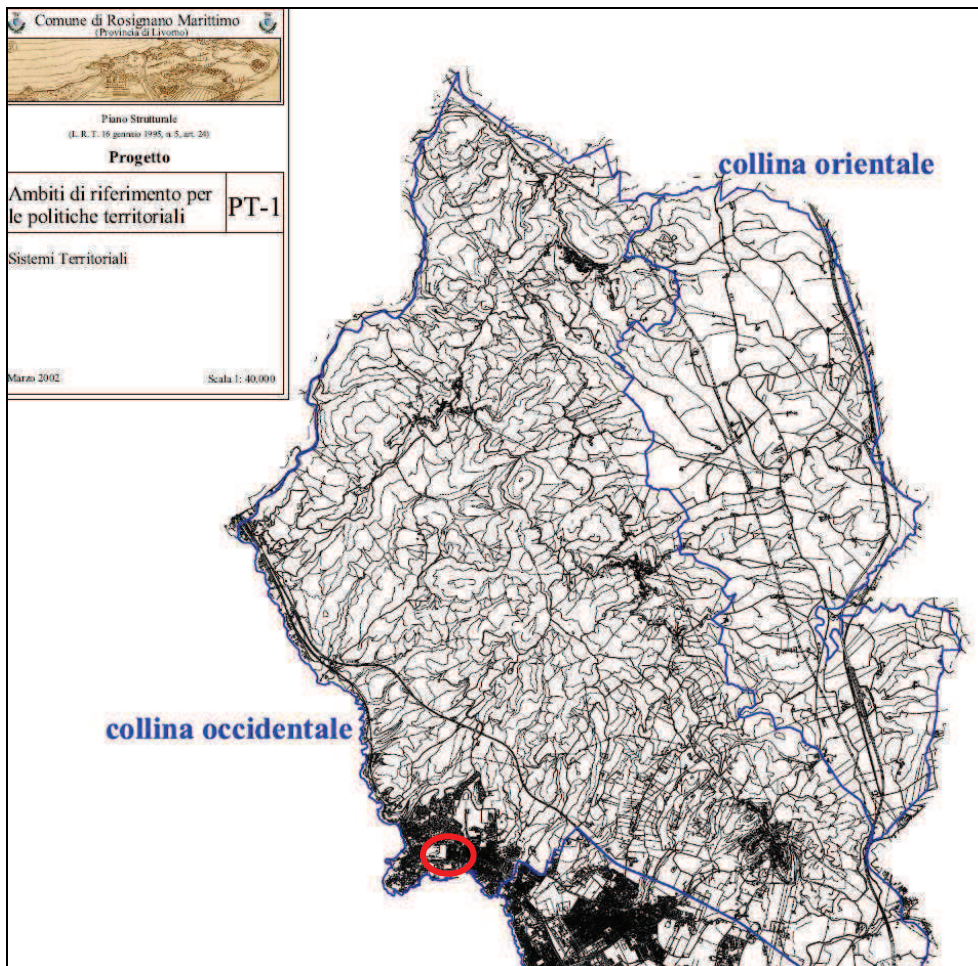 Comune di Rosignano Marittimo
(Provincia di Livorno)
Piano Strutturale
(L. R. T. 16 gennaio 1995, n. 5, art. 24)
Progetto
Ambiti di riferimento per
le politiche territoriali
PT-1
Sistemi Territoriali
Marzo 2002
Scala 1: 40.000
collina orientale
collina occidentale